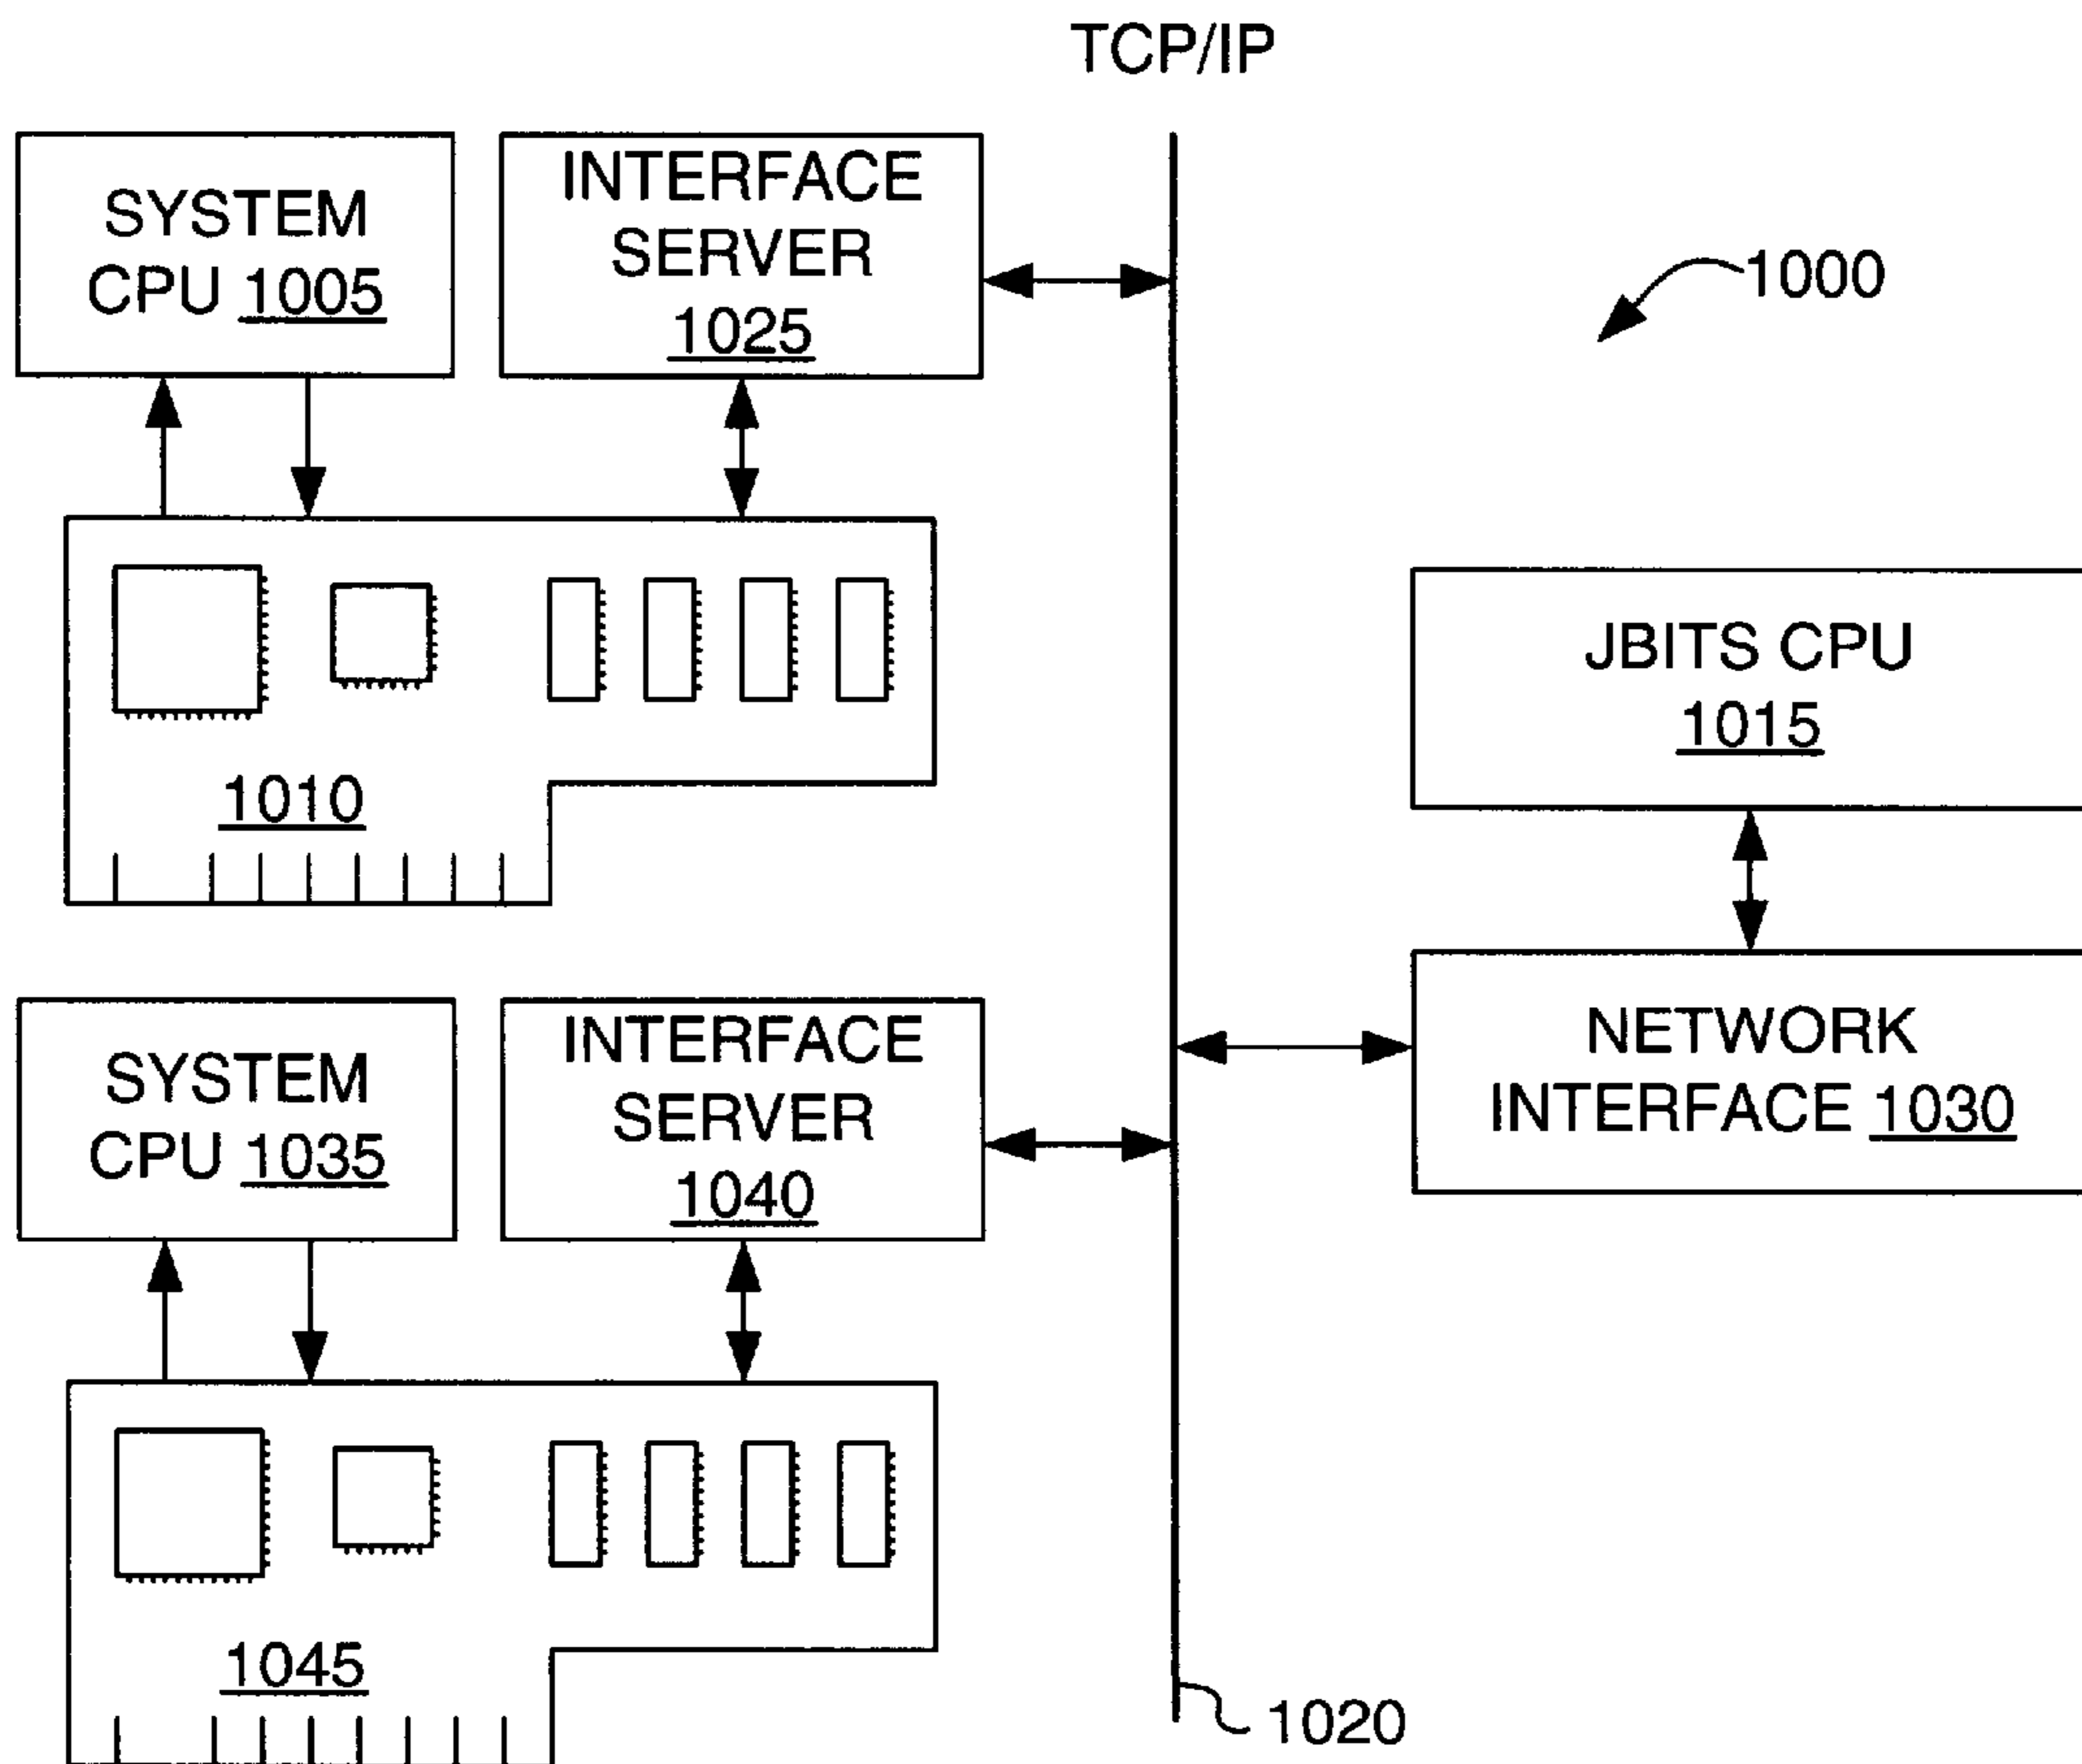 TCP/IP
SYSTEM
CPU 1005
INTERFACE
SERVER
1025
1000
1010
JBITS CPU
1015
SYSTEM
CPU 1035
INTERFACE
SERVER
1040
NETWORK
INTERFACE 1030
1045
1020